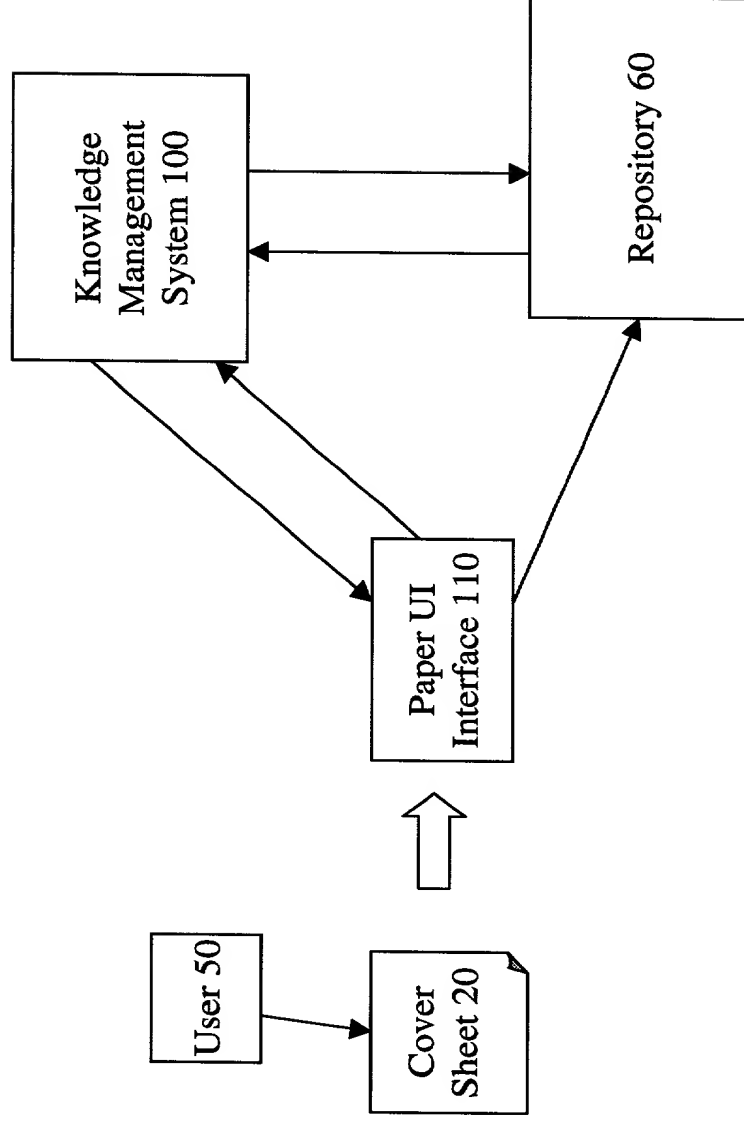 User 50
Cover
Sheet 20
Paper UI
Interface 110
Knowledge
Management
System 100
Repository 60